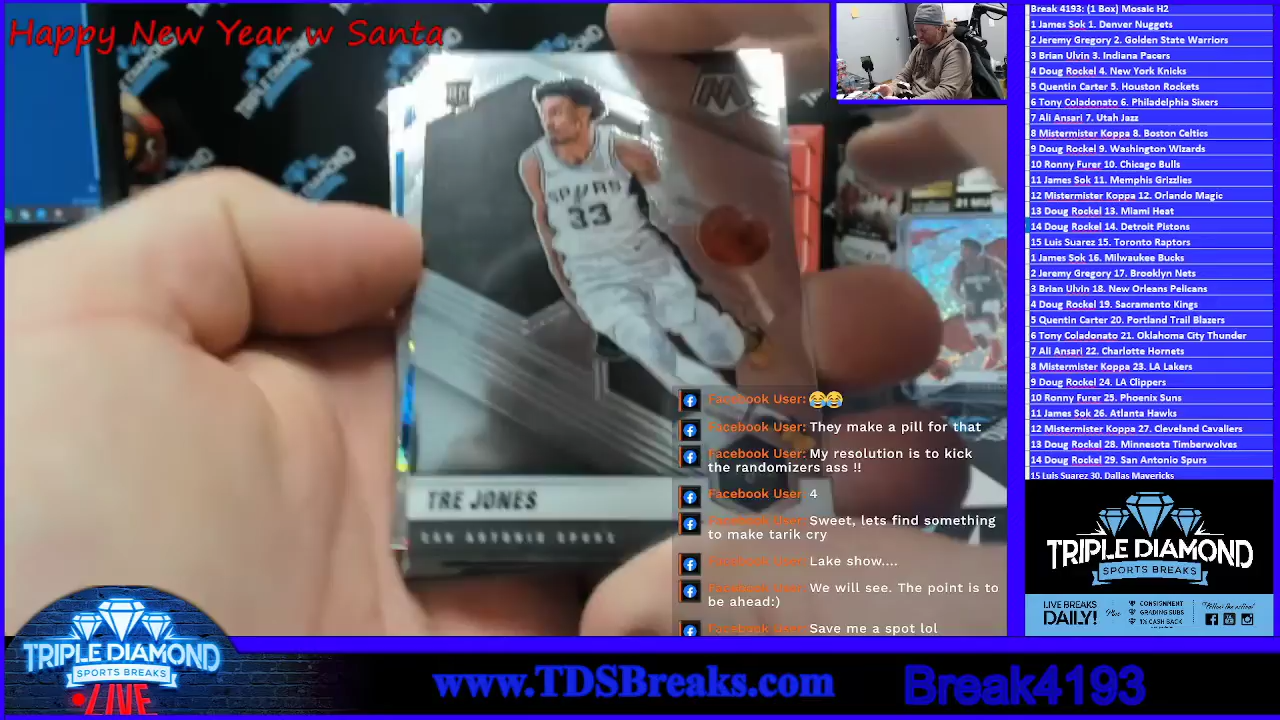 Happy New Year w Santa
SPURS
33
TRE JONES
SAN ANTONIO SPURS
Facebook User: 😂😂
Facebook User: They make a pill for that
Facebook User: My resolution is to kick
the randomizers ass !!
Facebook User: 4
Facebook User: Sweet, lets find something
to make tarik cry
Facebook User: Lake show....
Facebook User: We will see. The point is to
be ahead:)
Facebook User: Save me a spot lol
Break 4193: (1 Box) Mosaic H2
1 James Sok 1. Denver Nuggets
2 Jeremy Gregory 2. Golden State Warriors
3 Brian Ulvin 3. Indiana Pacers
4 Doug Rockel 4. New York Knicks
5 Quentin Carter 5. Houston Rockets
6 Tony Coladonato 6. Philadelphia Sixers
7 Ali Ansari 7. Utah Jazz
8 Mistermister Koppa 8. Boston Celtics
9 Doug Rockel 9. Washington Wizards
10 Ronny Furer 10. Chicago Bulls
11 James Sok 11. Memphis Grizzlies
12 Mistermister Koppa 12. Orlando Magic
13 Doug Rockel 13. Miami Heat
14 Doug Rockel 14. Detroit Pistons
15 Luis Suarez 15. Toronto Raptors
1 James Sok 16. Milwaukee Bucks
2 Jeremy Gregory 17. Brooklyn Nets
3 Brian Ulvin 18. New Orleans Pelicans
4 Doug Rockel 19. Sacramento Kings
5 Quentin Carter 20. Portland Trail Blazers
6 Tony Coladonato 21. Oklahoma City Thunder
7 Ali Ansari 22. Charlotte Hornets
8 Mistermister Koppa 23. LA Lakers
9 Doug Rockel 24. LA Clippers
10 Ronny Furer 25. Phoenix Suns
11 James Sok 26. Atlanta Hawks
12 Mistermister Koppa 27. Cleveland Cavaliers
13 Doug Rockel 28. Minnesota Timberwolves
14 Doug Rockel 29. San Antonio Spurs
15 Luis Suarez 30. Dallas Mavericks
TRIPLE DIAMOND
SPORTS BREAKS
LIVE BREAKS
DAILY!
Plus
CONSIGNMENT
GRADING SUBS
1% CASH BACK
Follow the action!
TRIPLE DIAMOND
SPORTS BREAKS
LIVE
www.TDSBreaks.com
Break4193